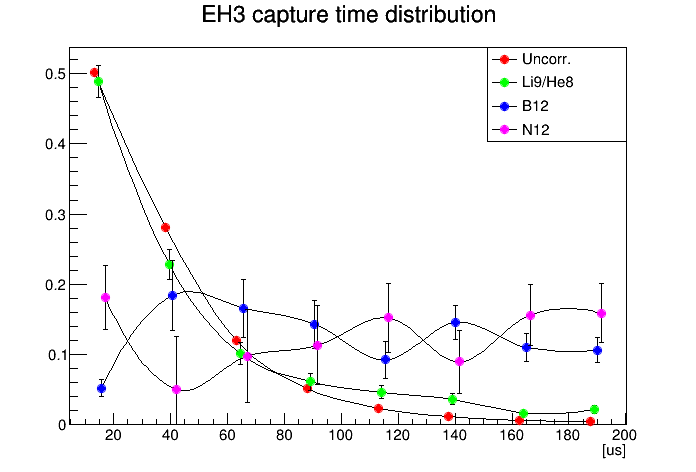 EH3 capture time distribution
Uncorr.
Li9/He8
B12
N12
0.5
0.4
0.3
0.2
0.1
0
20 40 60 80 100 120 140 160 180 200
[us]